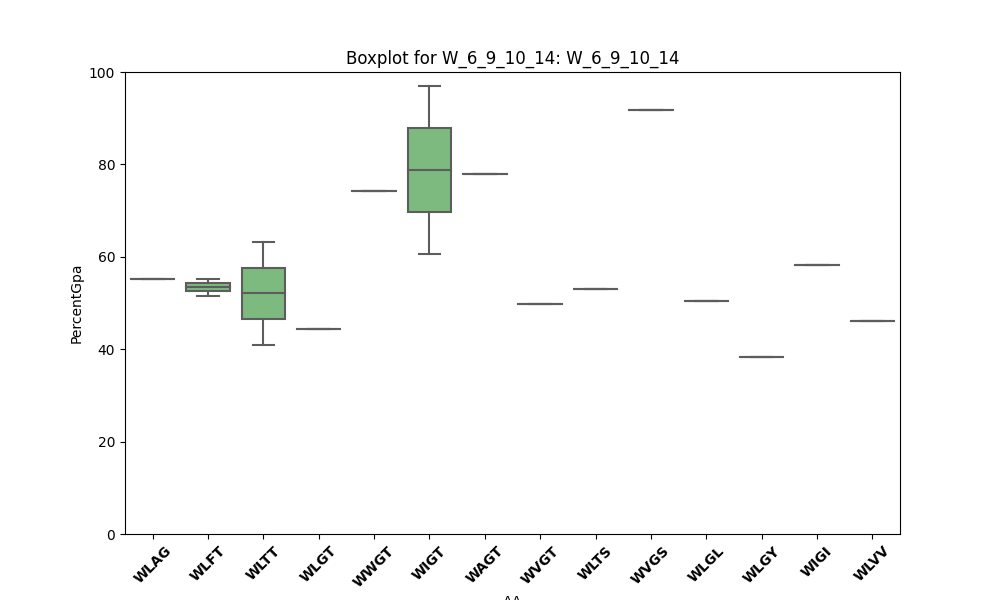 Boxplot for W_6_9_10_14: W_6_9_10_14
100
80
60
40
20
0
PercentGpa
WLAG WLFT WLTT WLGT WWGT WIGT WAGT WVGT WLTS WVGS WLGL WLGY WIGI WLVV
AA